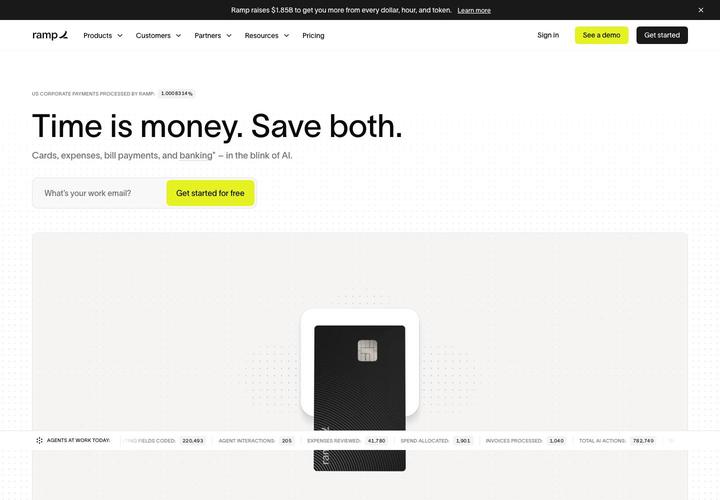 Ramp raises $1.85B to get you more from every dollar, hour, and token. Learn more
ramp Products Customers Partners Resources Pricing Sign in See a demo Get started
US CORPORATE PAYMENTS PROCESSED BY RAMP: 1.0008314%
Time is money. Save both.
Cards, expenses, bill payments, and banking* – in the blink of AI.
What's your work email? Get started for free
AGENTS AT WORK TODAY: FIELDS CODED: 220,493 AGENT INTERACTIONS: 205 EXPENSES REVIEWED: 41,780 SPEND ALLOCATED: 1,901 INVOICES PROCESSED: 1,040 TOTAL AI ACTIONS: 782,749